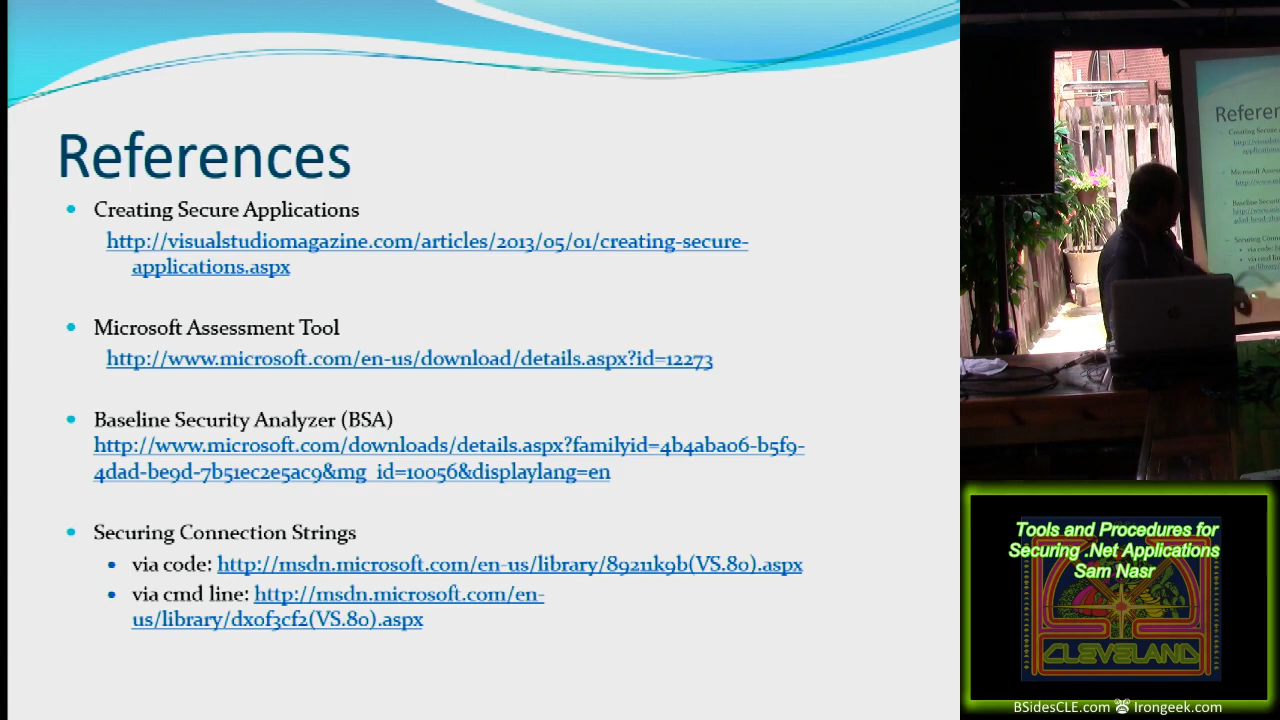 References
Creating Secure Applications
http://visualstudiomagazine.com/articles/2013/05/01/creating-secure-
applications.aspx
Microsoft Assessment Tool
http://www.microsoft.com/en-us/download/details.aspx?id=12273
Baseline Security Analyzer (BSA)
http://www.microsoft.com/downloads/details.aspx?familyid=4b4aba06-b5f9-
4dad-be9d-7b51ec2e5ac9&mg_id=10056&displaylang=en
Securing Connection Strings
via code: http://msdn.microsoft.com/en-us/library/89211k9b(VS.80).aspx
via cmd line: http://msdn.microsoft.com/en-
us/library/dx0f3cf2(VS.80).aspx
Referen
Tools and Procedures for
Securing .Net Applications
Sam Nasr
CLEVELAND
BSidesCLE.com Irongeek.com